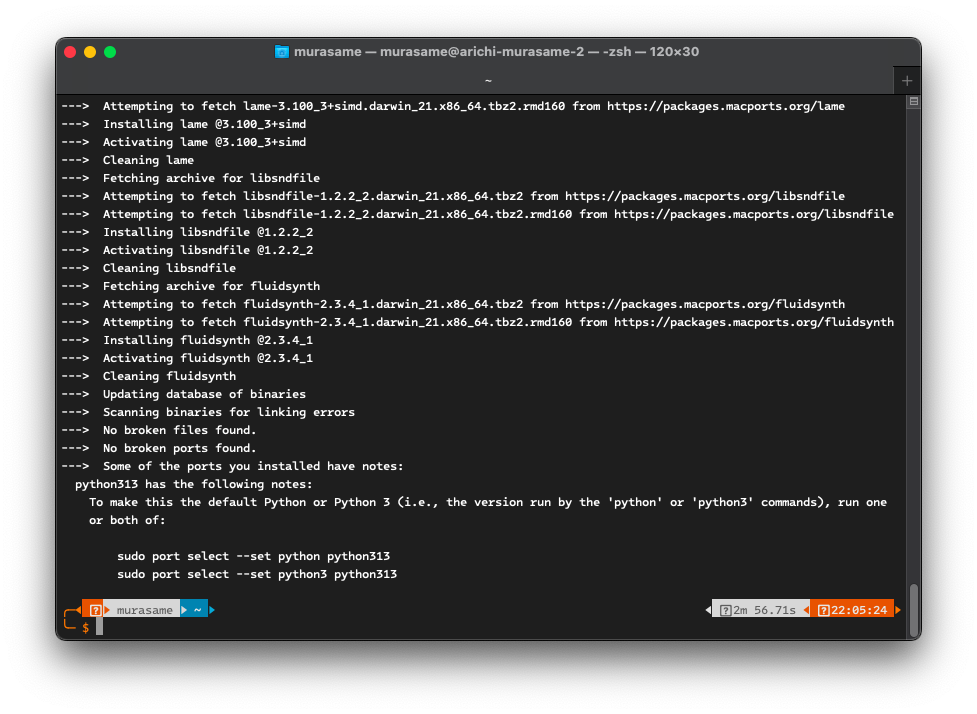 murasame — murasame@arichi-murasame-2 — -zsh — 120×30
~
---> Attempting to fetch lame-3.100_3+simd.darwin_21.x86_64.tbz2.rmd160 from https://packages.macports.org/lame
---> Installing lame @3.100_3+simd
---> Activating lame @3.100_3+simd
---> Cleaning lame
---> Fetching archive for libsndfile
---> Attempting to fetch libsndfile-1.2.2_2.darwin_21.x86_64.tbz2 from https://packages.macports.org/libsndfile
---> Attempting to fetch libsndfile-1.2.2_2.darwin_21.x86_64.tbz2.rmd160 from https://packages.macports.org/libsndfile
---> Installing libsndfile @1.2.2_2
---> Activating libsndfile @1.2.2_2
---> Cleaning libsndfile
---> Fetching archive for fluidsynth
---> Attempting to fetch fluidsynth-2.3.4_1.darwin_21.x86_64.tbz2 from https://packages.macports.org/fluidsynth
---> Attempting to fetch fluidsynth-2.3.4_1.darwin_21.x86_64.tbz2.rmd160 from https://packages.macports.org/fluidsynth
---> Installing fluidsynth @2.3.4_1
---> Activating fluidsynth @2.3.4_1
---> Cleaning fluidsynth
---> Updating database of binaries
---> Scanning binaries for linking errors
---> No broken files found.
---> No broken ports found.
---> Some of the ports you installed have notes:
python313 has the following notes:
To make this the default Python or Python 3 (i.e., the version run by the 'python' or 'python3' commands), run one
or both of:
sudo port select --set python python313
sudo port select --set python3 python313
? murasame ~ ?2m 56.71s ?22:05:24
$